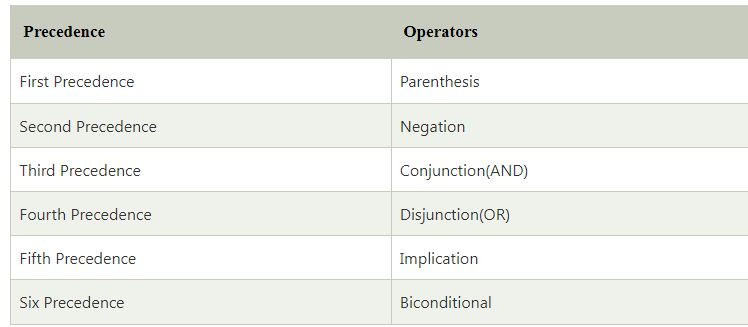 Precedence Operators
First Precedence Parenthesis
Second Precedence Negation
Third Precedence Conjunction(AND)
Fourth Precedence Disjunction(OR)
Fifth Precedence Implication
Six Precedence Biconditional